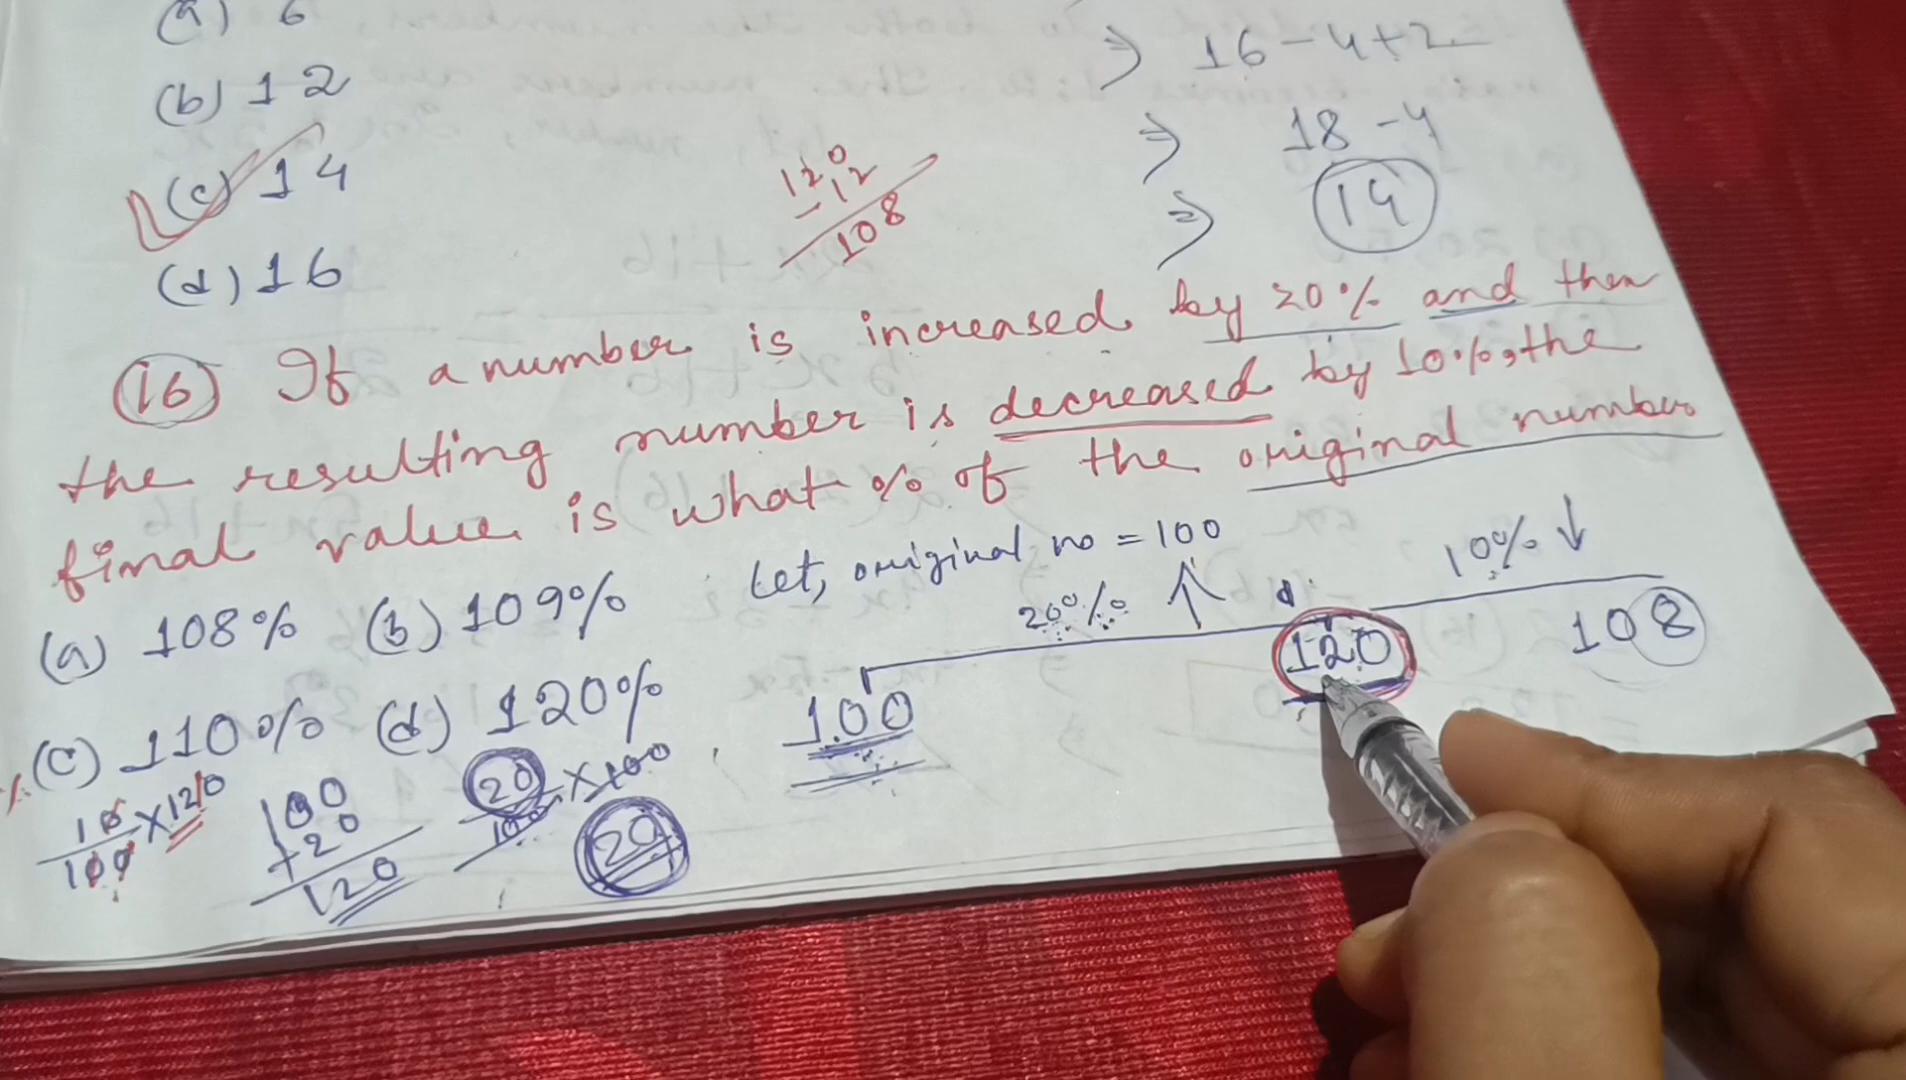 (a) 6
(b) 12
(c) 14
(d) 16
⇒ 16-4+2
⇒ 18-4
⇒ 14
120
-12
108
(16) If a number is increased by 20% and then
the resulting number is decreased by 10%, the
final value is what % of the original number
(a) 108% (b) 109%
(c) 110% (d) 120%
Let, original no = 100
20% ↑
10% ↓
100
120
108
10/100 × 120
100
+20
120
20/100 × 100
20